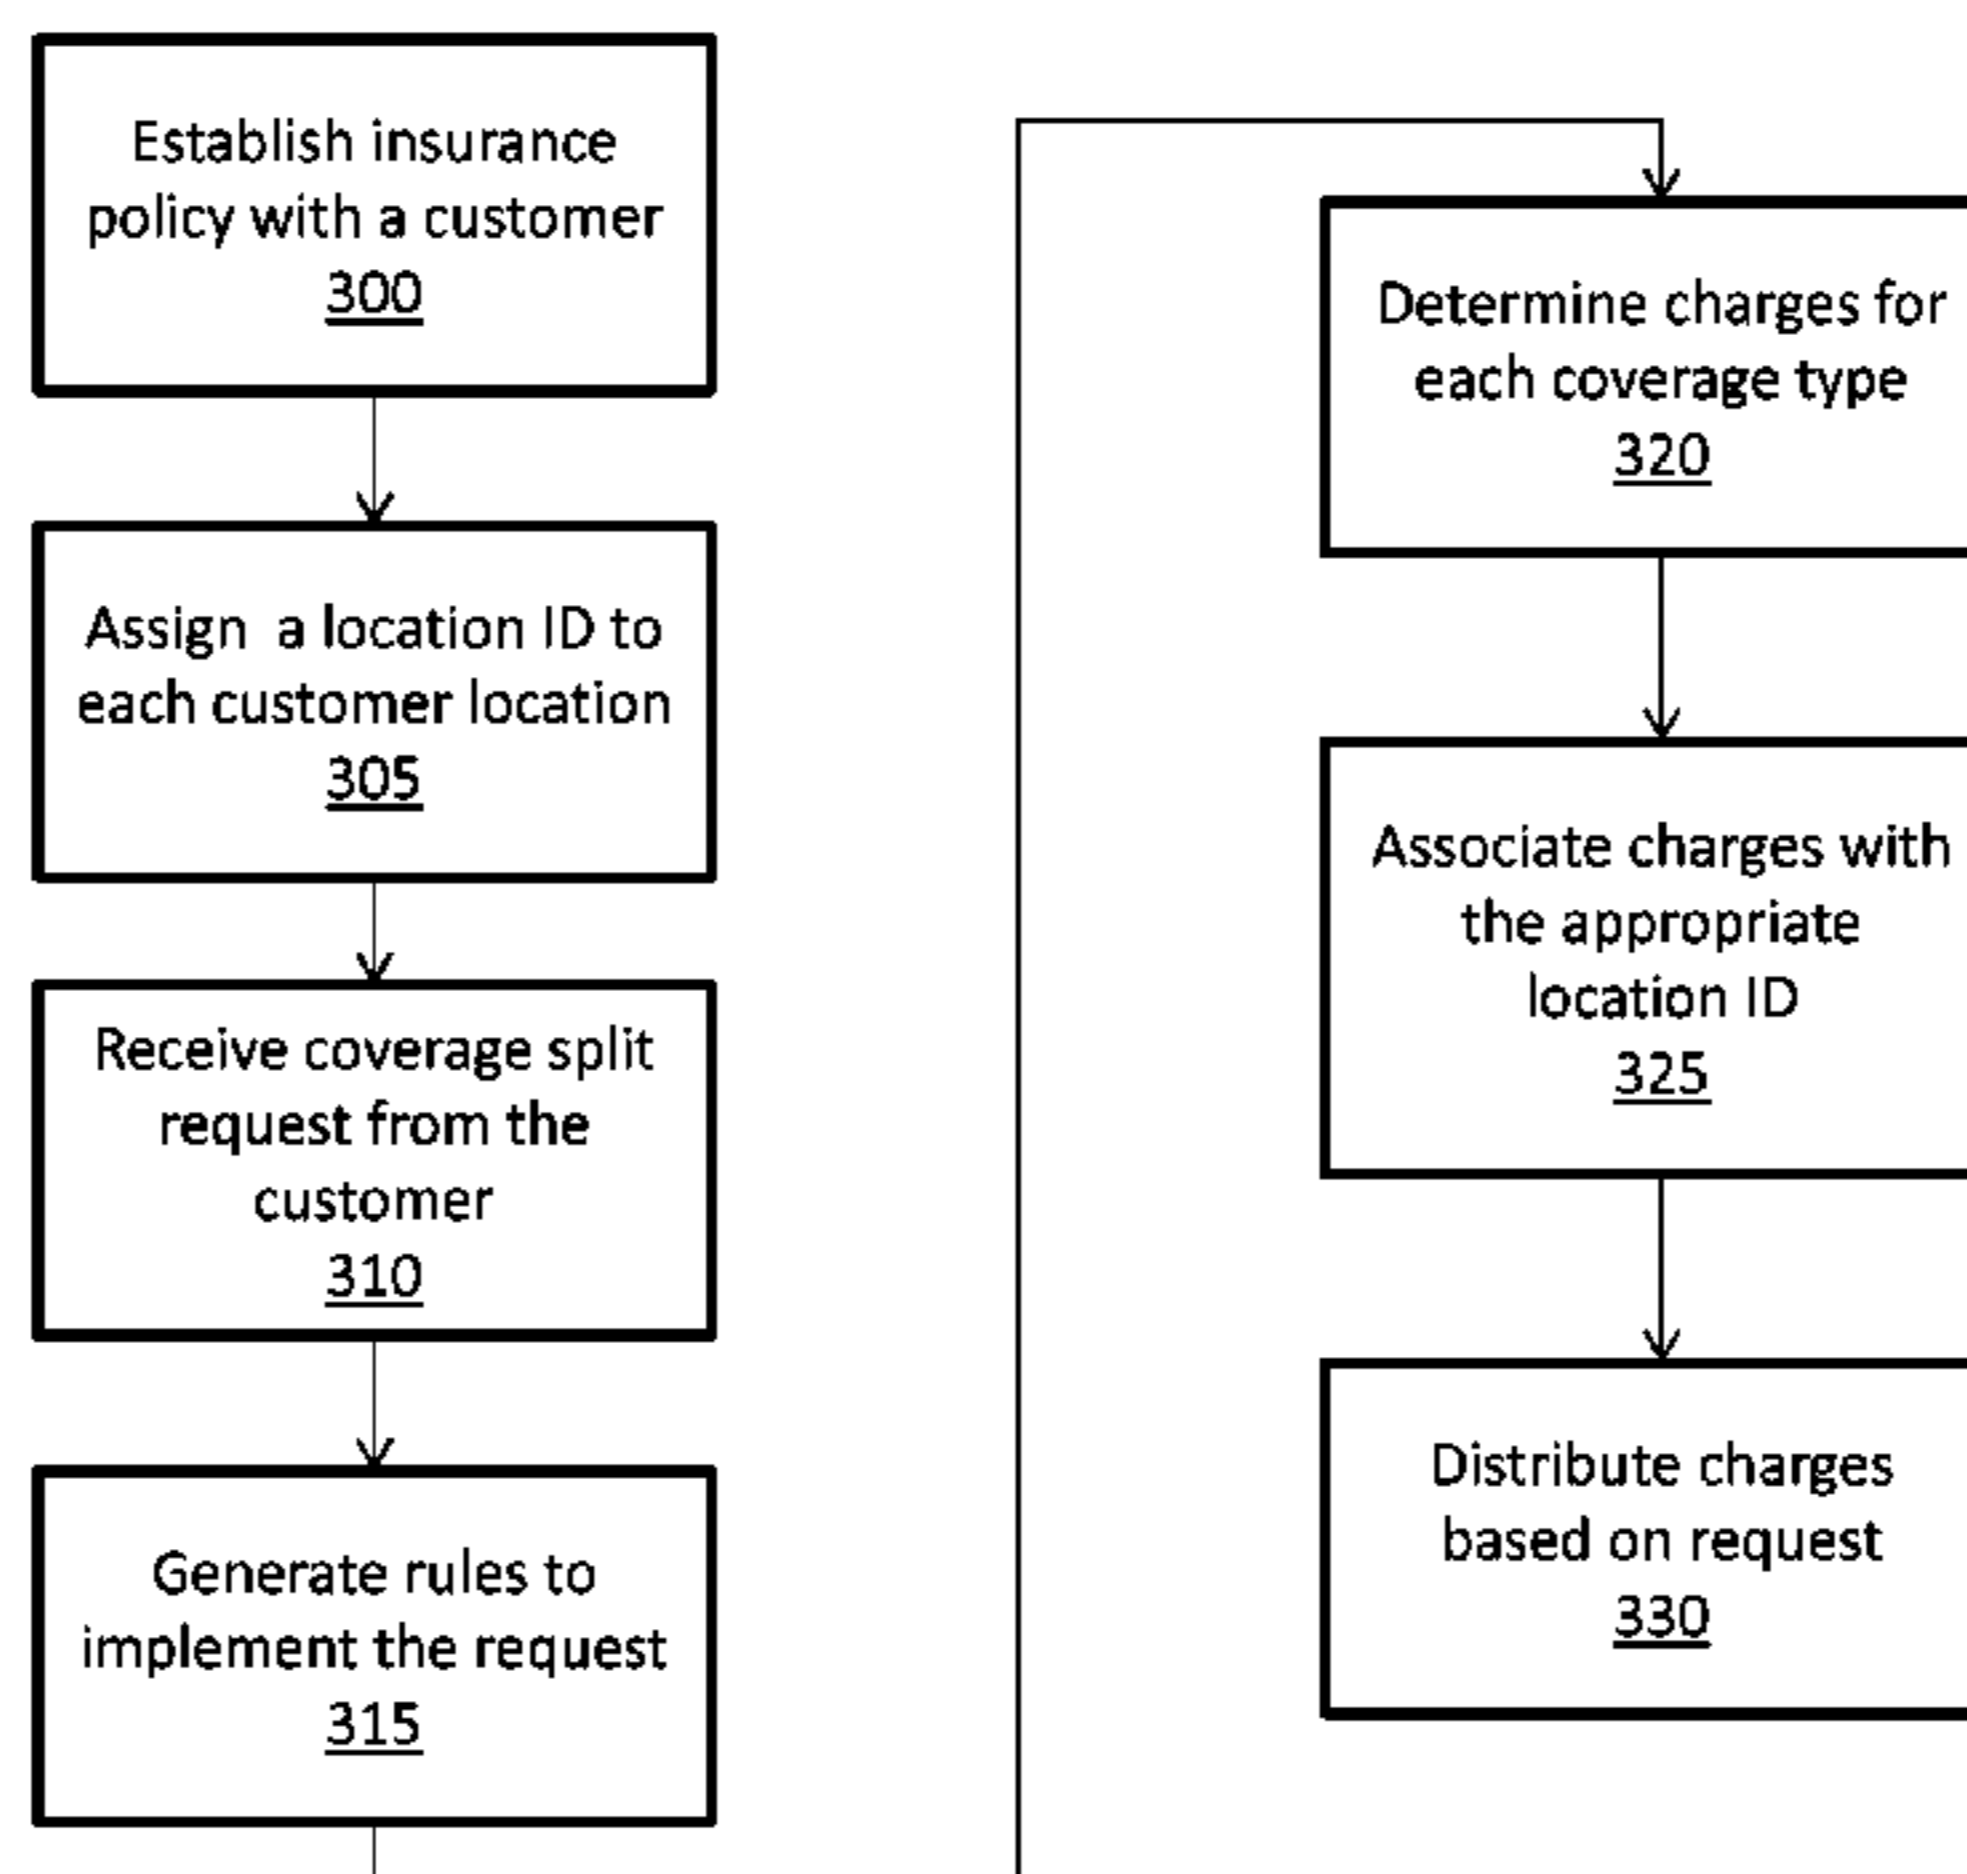 Establish insurance
policy with a customer
300
Assign a location ID to
each customer location
305
Receive coverage split
request from the
customer
310
Generate rules to
implement the request
315
Determine charges for
each coverage type
320
Associate charges with
the appropriate
location ID
325
Distribute charges
based on request
330